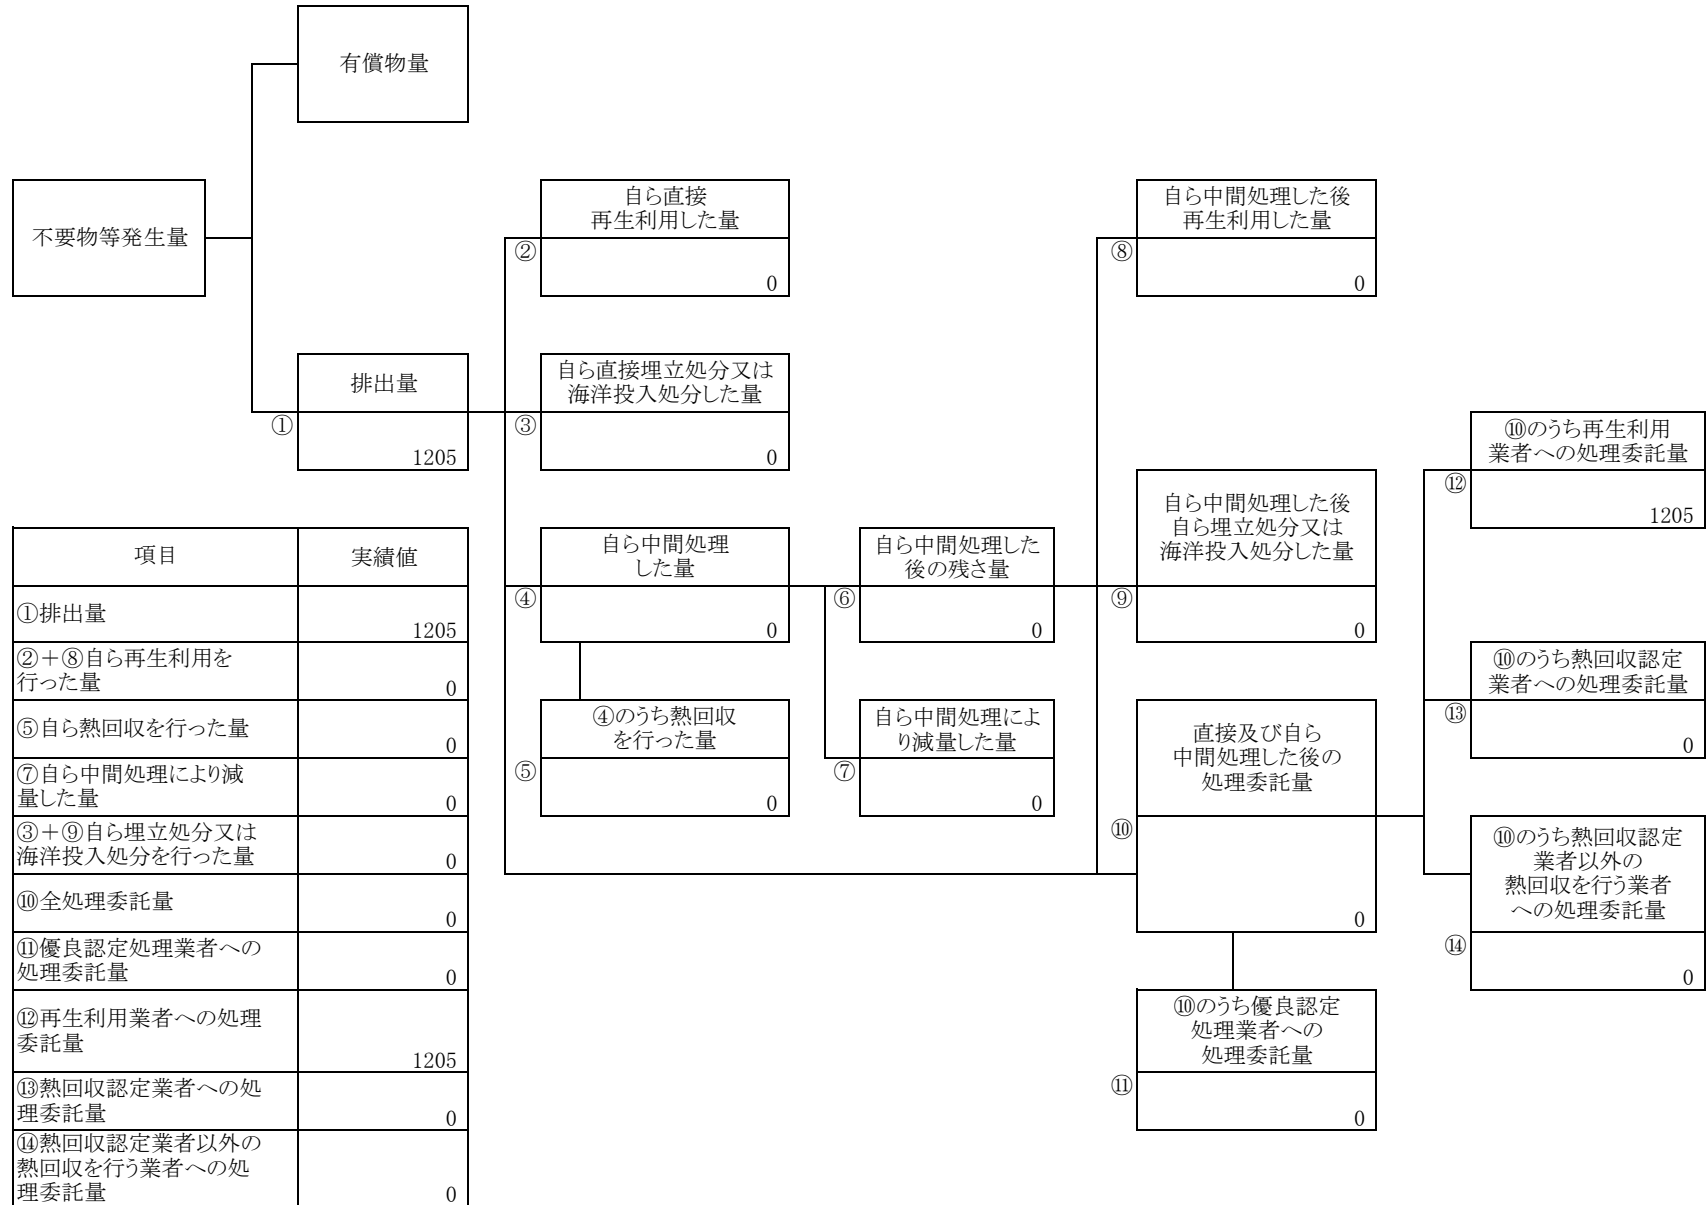 有償物量
不要物等発生量
排出量
①
1205
自ら直接
再生利用した量
②
0
自ら直接埋立処分又は
海洋投入処分した量
③
0
自ら中間処理
した量
④
0
④のうち熱回収
を行った量
⑤
0
自ら中間処理した
後の残さ量
⑥
0
自ら中間処理によ
り減量した量
⑦
0
自ら中間処理した後
再生利用した量
⑧
0
自ら中間処理した後
自ら埋立処分又は
海洋投入処分した量
⑨
0
直接及び自ら
中間処理した後の
処理委託量
⑩
0
⑩のうち優良認定
処理業者への
処理委託量
⑪
0
⑩のうち再生利用
業者への処理委託量
⑫
1205
⑩のうち熱回収認定
業者への処理委託量
⑬
0
⑩のうち熱回収認定
業者以外の
熱回収を行う業者
への処理委託量
⑭
0
項目 実績値
①排出量
1205
②+⑧自ら再生利用を
行った量
0
⑤自ら熱回収を行った量
0
⑦自ら中間処理により減
量した量
0
③+⑨自ら埋立処分又は
海洋投入処分を行った量
0
⑩全処理委託量
0
⑪優良認定処理業者への
処理委託量
0
⑫再生利用業者への処理
委託量
1205
⑬熱回収認定業者への処
理委託量
0
⑭熱回収認定業者以外の
熱回収を行う業者への処
理委託量
0